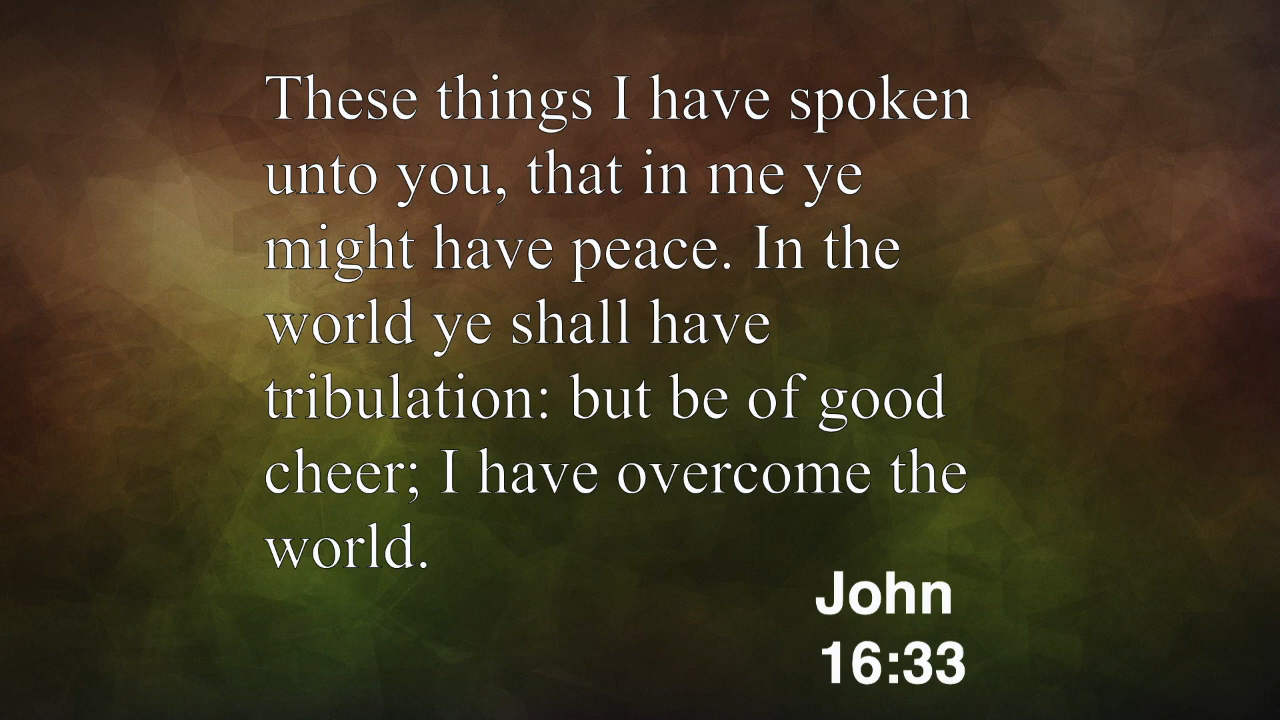 These things I have spoken
unto you, that in me ye
might have peace. In the
world ye shall have
tribulation: but be of good
cheer; I have overcome the
world.
John
16:33